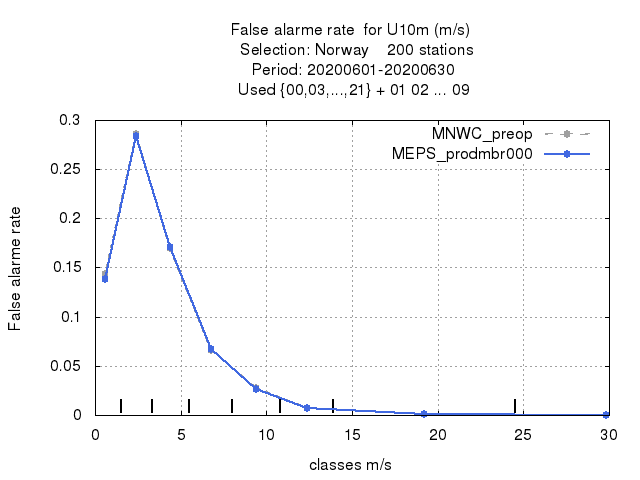 False alarme rate  for U10m (m/s)
Selection: Norway    200 stations
Period: 20200601-20200630
Used {00,03,...,21} + 01 02 ... 09
MNWC_preop
MEPS_prodmbr000
0.3
0.25
0.2
0.15
0.1
0.05
0
False alarme rate
0 5 10 15 20 25 30
classes m/s